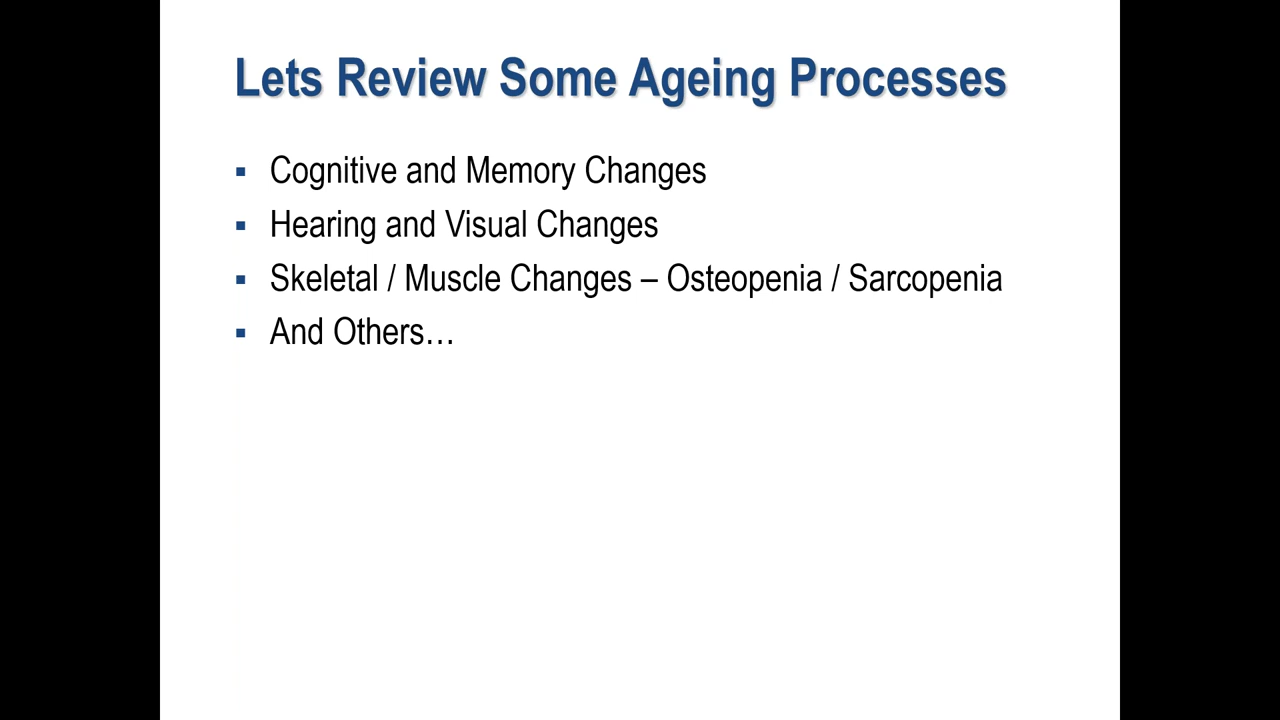 Lets Review Some Ageing Processes
▪ Cognitive and Memory Changes
▪ Hearing and Visual Changes
▪ Skeletal / Muscle Changes – Osteopenia / Sarcopenia
▪ And Others…